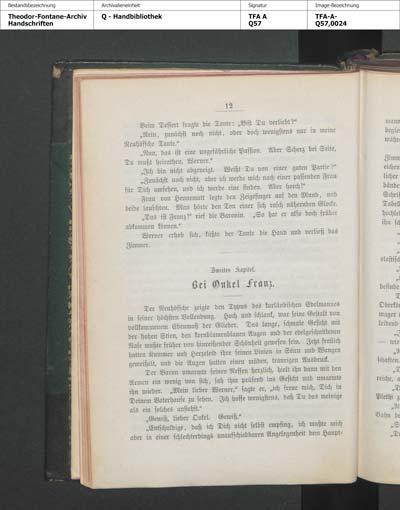 Bestandsbezeichnung
Archivalieneinheit
Signatur
Image-Bezeichnung
Theodor-Fontane-Archiv
Handschriften
Q - Handbibliothek
TFA A
Q57
TFA-A-
Q57,0024
12
Beim Dessert fragte die Tante: „Bist Du verliebt?“
„Nein, zunächst noch nicht, oder doch wenigstens nur in meine
Neuhöffsche Tante.“
„Nun, das ist eine ungefährliche Passion. Aber Scherz bei Seite,
Du mußt heirathen, Werner.“
„Ich bin nicht abgeneigt. Weißt Du von einer guten Partie?“
„Zunächst noch nicht, aber ich werde mich nach einer passenden Frau
für Dich umsehen, und ich werde eine finden. Aber horch!“
Frau von legte den Zeigefinger auf den Mund, und
beide lauschten. Man hörte den Ton einer sich rasch nähernden Glocke.
„Das ist Franz!“ rief die Baronin. „So hat er also doch früher
abkommen können.“
Werner erhob sich, küßte der Tante die Hand und verließ das
Zimmer.
Zweites Kapitel.
Bei Onkel Franz.
Der Neuhöffsche zeigte den Typus des kurländischen Edelmannes
in seiner höchsten Vollendung. Hoch und schlank, war seine Gestalt von
vollkommenem Ebenmaß der Glieder. Das lange, schmale Gesicht mit
der hohen Stirn, den kornblumenblauen Augen und der edelgeschnittenen
Nase mußte früher von hinreißender Schönheit gewesen sein. Jetzt freilich
hatten Kummer und Herzeleid ihre feinen Linien in Stirn und Wangen
geweißelt, und die Augen hatten einen müden, traurigen Ausdruck.
Der Baron umarmte seinen Neffen herzlich, hielt ihn dann mit den
Armen ein wenig von sich, sah ihm prüfend ins Gesicht und umarmte
ihn wieder. „Mein lieber Werner,“ sagte er, „ich freue mich, Dich in
Deinem Vaterhause zu sehen. Ich hoffe wenigstens, daß Du das meinige
als ein solches ansiehst.“
„Gewiß, lieber Onkel. Gewiß.“
„Entschuldige, daß ich Dich nicht selbst empfing, ich mußte mich
aber in einer schlechterdings unaufschiebbaren Angelegenheit dem Haupt-